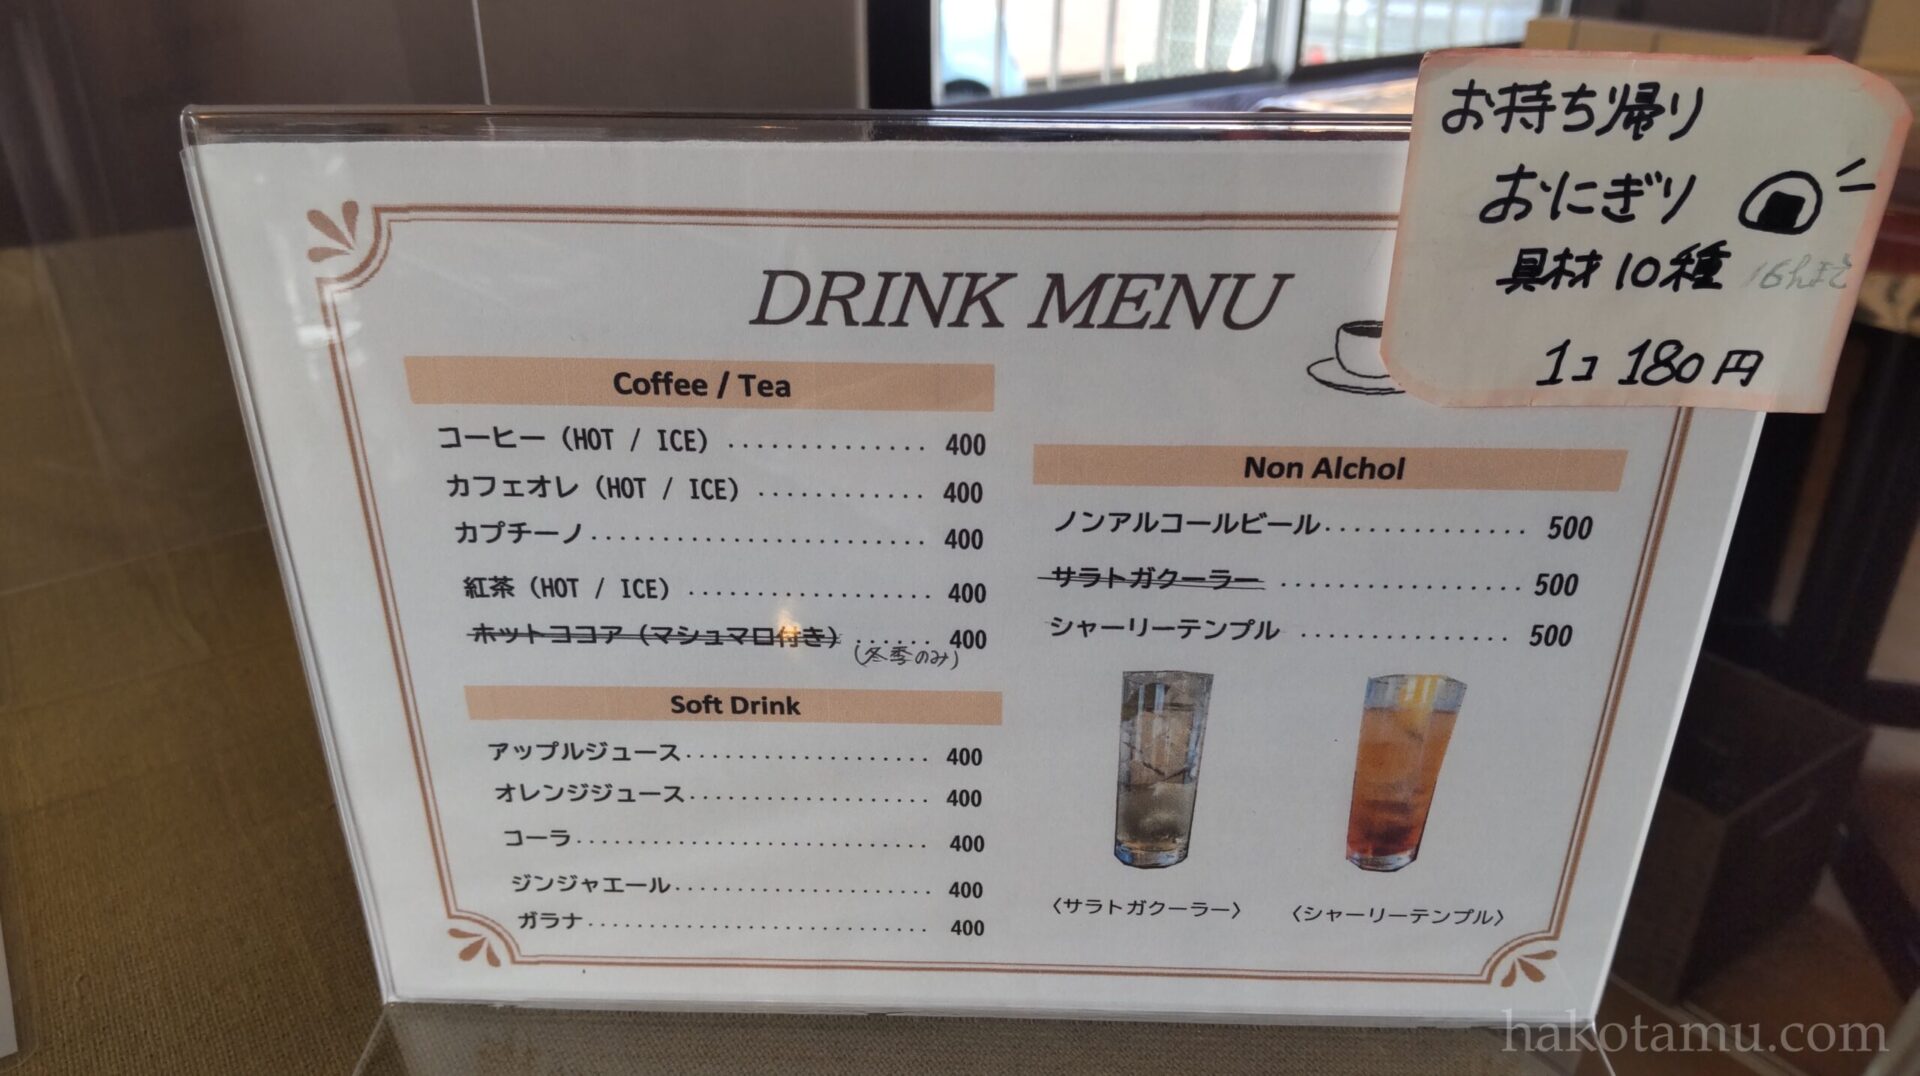 お持ち帰り
おにぎり
具材10種 16hまで
1コ 180円
DRINK MENU
Coffee / Tea
コーヒー (HOT / ICE) .............. 400
カフェオレ (HOT / ICE) ............ 400
カプチーノ........................ 400
紅茶 (HOT / ICE) .................. 400
ホットココア (マシュマロ付き) ...... 400
(冬季のみ)
Soft Drink
アップルジュース................... 400
オレンジジュース................... 400
コーラ............................ 400
ジンジャエール..................... 400
ガラナ............................ 400
Non Alchol
ノンアルコールビール.............. 500
サラトガクーラー ................. 500
シャーリーテンプル ............... 500
〈サラトガクーラー〉 〈シャーリーテンプル〉
hakotamu.com